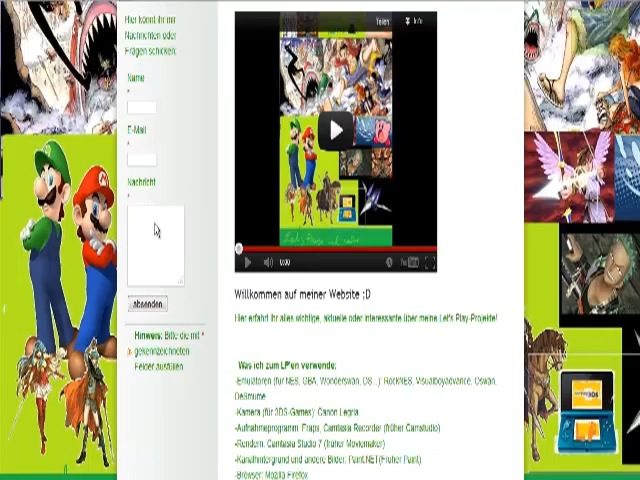 Hier könnt ihr mir
Nachrichten oder
Fragen schicken:
Name
*
E-Mail
*
Nachricht
*
absenden
Hinweis: Bitte die mit *
gekennzeichneten
Felder ausfüllen
Teilen
Info
0:00
Willkommen auf meiner Website ;D
Hier erfahrt ihr alles wichtige, aktuelle oder interessante über meine Let's Play-Projekte!
Was ich zum LP'en verwende:
-Emulatoren (für NES, GBA, Wonderswan, DS...): RockNES, Visualboyadvance, Oswan,
DeSmume
-Kamera (für 3DS-Games): Canon Legria
-Aufnahmeprogramm: Fraps, Camtasia Recorder (früher Camstudio)
-Rendern: Camtasia Studio 7 (früher Moviemaker)
-Kanalhintergrund und andere Bilder: Paint.NET(Früher Paint)
-Browser: Mozilla Firefox